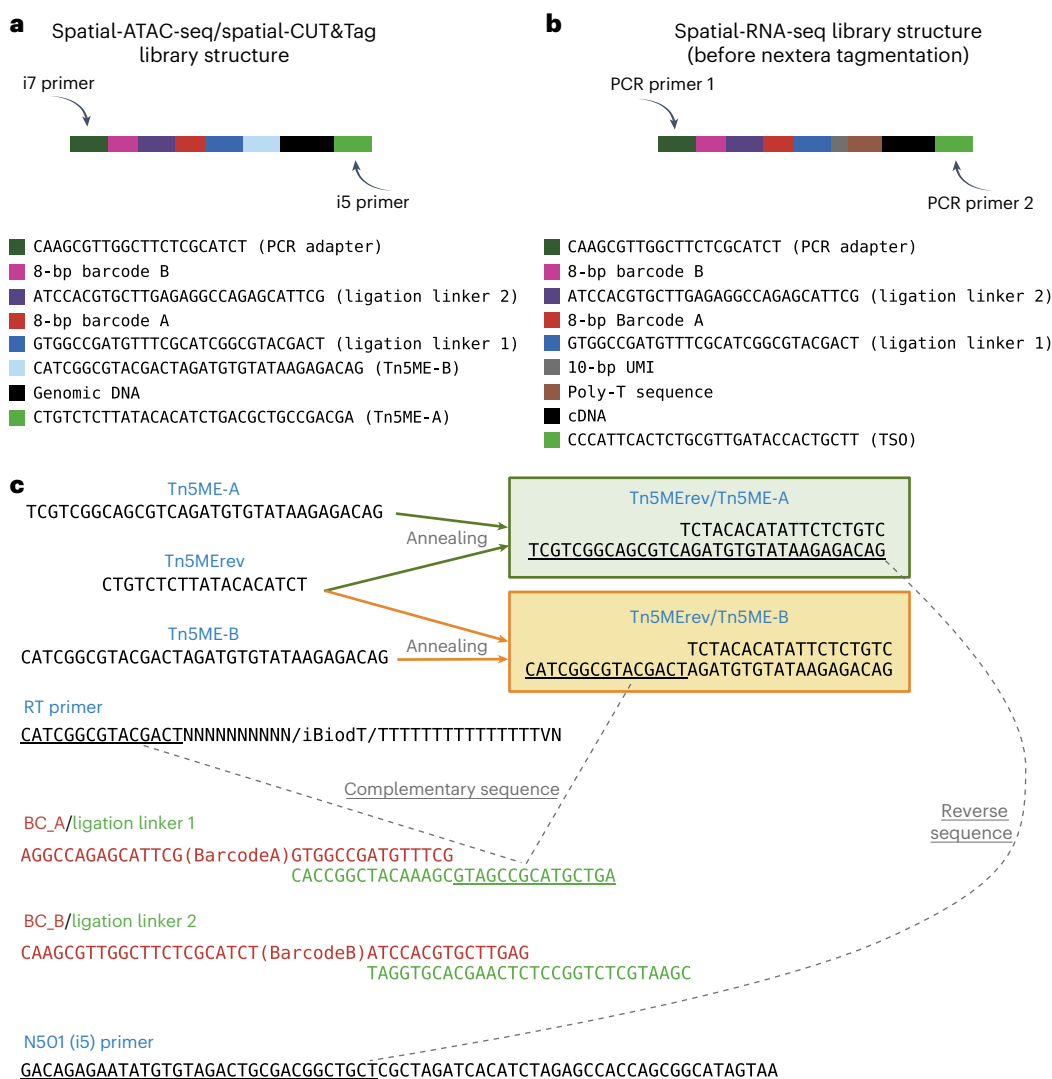 a
Spatial-ATAC-seq/spatial-CUT&Tag
library structure
i7 primer
i5 primer
CAAGCGTTGGCTTCTCGCATCT (PCR adapter)
8-bp barcode B
ATCCACGTGCTTGAGAGGCCAGAGCATTCG (ligation linker 2)
8-bp barcode A
GTGGCCGATGTTTCGCATCGGCGTACGACT (ligation linker 1)
CATCGGCGTACGACTAGATGTGTATAAGAGACAG (Tn5ME-B)
Genomic DNA
CTGTCTCTTATACACATCTGACGCTGCCGACGA (Tn5ME-A)
b
Spatial-RNA-seq library structure
(before nextera tagmentation)
PCR primer 1
PCR primer 2
CAAGCGTTGGCTTCTCGCATCT (PCR adapter)
8-bp barcode B
ATCCACGTGCTTGAGAGGCCAGAGCATTCG (ligation linker 2)
8-bp Barcode A
GTGGCCGATGTTTCGCATCGGCGTACGACT (ligation linker 1)
10-bp UMI
Poly-T sequence
cDNA
CCCATTCACTCTGCGTTGATACCACTGCTT (TSO)
c
Tn5ME-A
TCGTCGGCAGCGTCAGATGTGTATAAGAGACAG
Tn5MErev
CTGTCTCTTATACACATCT
Tn5ME-B
CATCGGCGTACGACTAGATGTGTATAAGAGACAG
Annealing
Annealing
Tn5MErev/Tn5ME-A
TCTACACATATTCTCTGTC
TCGTCGGCAGCGTCAGATGTGTATAAGAGACAG
Tn5MErev/Tn5ME-B
TCTACACATATTCTCTGTC
CATCGGCGTACGACTAGATGTGTATAAGAGACAG
RT primer
CATCGGCGTACGACTNNNNNNNNNN/iBiodT/TTTTTTTTTTTTTTTVN
Complementary sequence
Reverse
sequence
BC_A/ligation linker 1
AGGCCAGAGCATTCG(BarcodeA)GTGGCCGATGTTTCG
CACCGGCTACAAAGCGTAGCCGCATGCTGA
BC_B/ligation linker 2
CAAGCGTTGGCTTCTCGCATCT(BarcodeB)ATCCACGTGCTTGAG
TAGGTGCACGAACTCTCCGGTCTCGTAAGC
N501 (i5) primer
GACAGAGAATATGTGTAGACTGCGACGGCTGCTCGCTAGATCACATCTAGAGCCACCAGCGGCATAGTAA